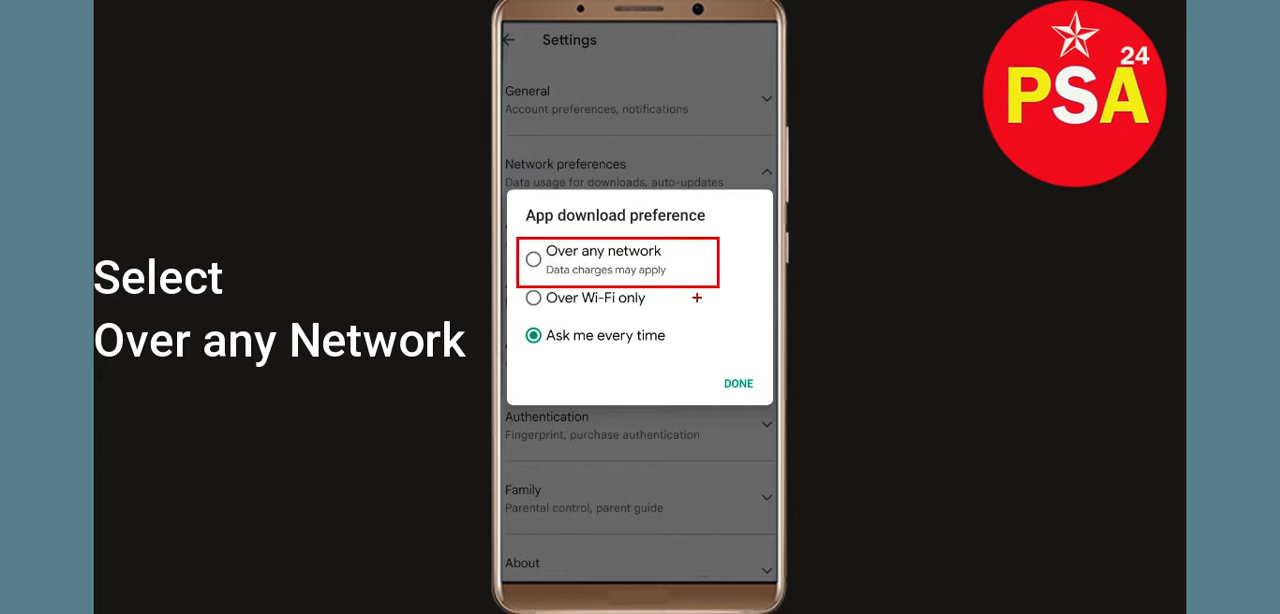 Settings
General
Account preferences, notifications
Network preferences
Data usage for downloads, auto-updates
App download preference
Over any network
Data charges may apply
Over Wi-Fi only
Ask me every time
DONE
Authentication
Fingerprint, purchase authentication
Family
Parental control, parent guide
About
Select
Over any Network
PSA
24